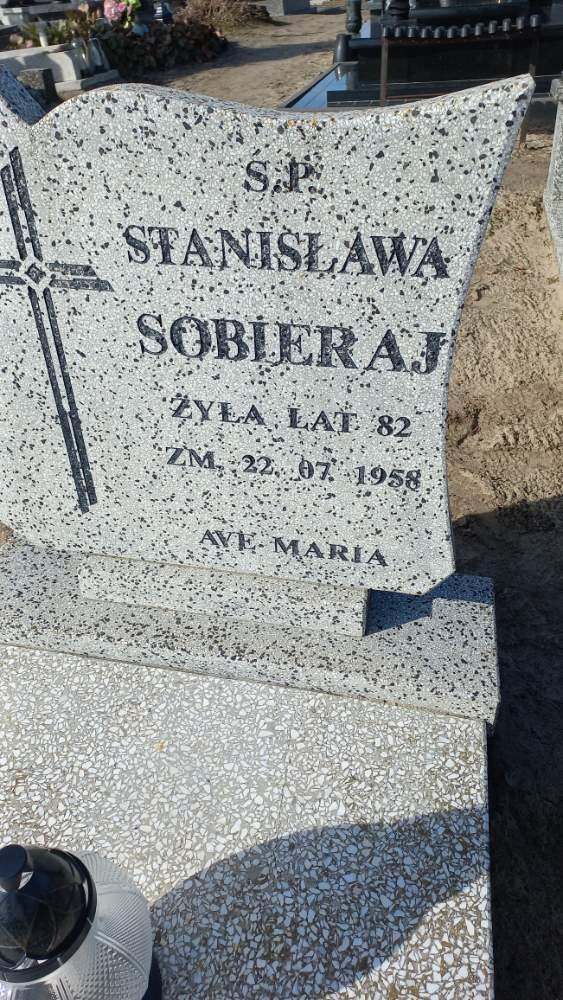 Ś.P.
STANISŁAWA
SOBIERAJ
ŻYŁA LAT 82
ZM. 22. 07. 1958
AVE MARIA